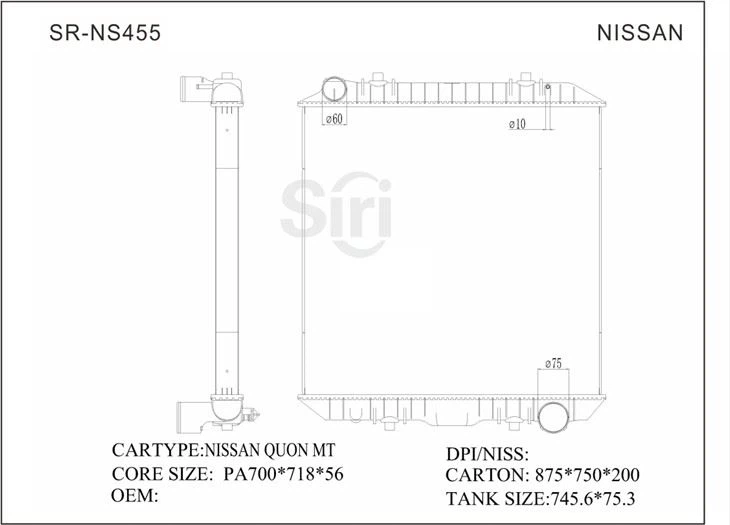 SR-NS455
NISSAN
ø60
ø10
Siri
ø75
CARTYPE:NISSAN QUON MT
CORE SIZE: PA700*718*56
OEM:
DPI/NISS:
CARTON: 875*750*200
TANK SIZE:745.6*75.3